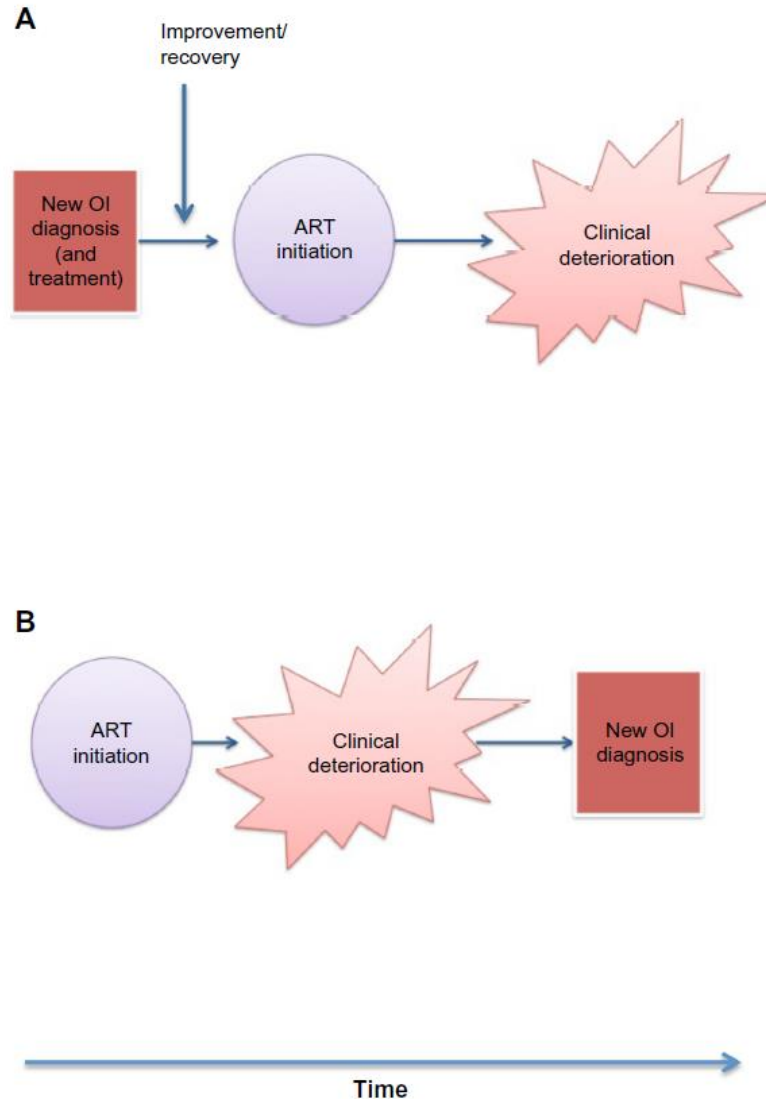 A
Improvement/
recovery
New OI
diagnosis
(and
treatment)
ART
initiation
Clinical
deterioration
B
ART
initiation
Clinical
deterioration
New OI
diagnosis
Time